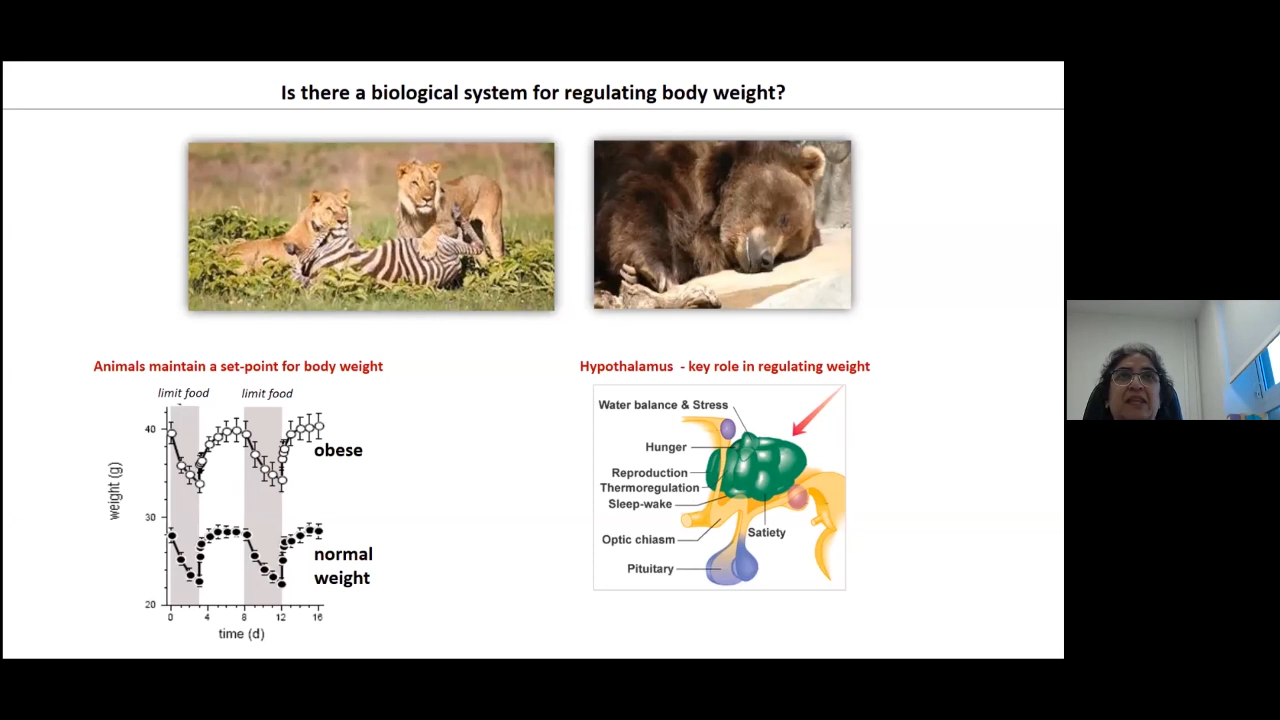 Is there a biological system for regulating body weight?
Animals maintain a set-point for body weight
limit food
limit food
40
30
20
weight (g)
obese
normal
weight
0
4
8
12
16
time (d)
Hypothalamus - key role in regulating weight
Water balance & Stress
Hunger
Reproduction
Thermoregulation
Sleep-wake
Optic chiasm
Satiety
Pituitary